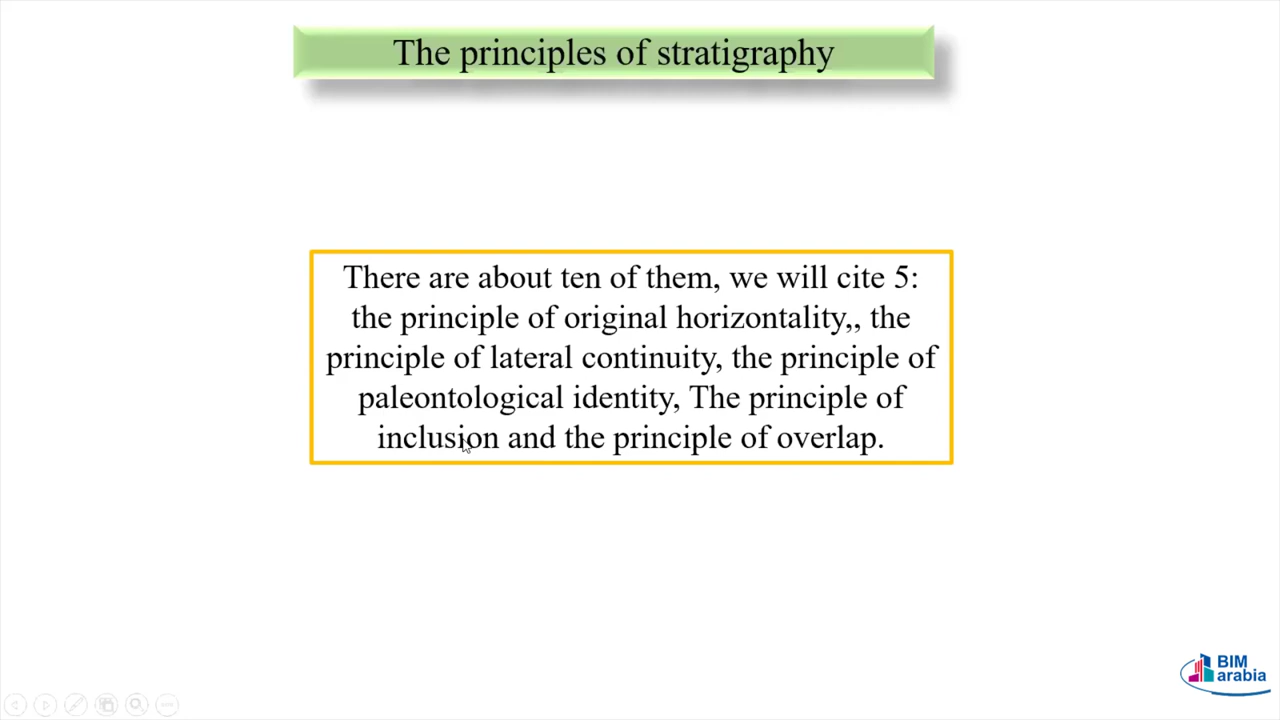 The principles of stratigraphy
There are about ten of them, we will cite 5:
the principle of original horizontality,, the
principle of lateral continuity, the principle of
paleontological identity, The principle of
inclusion and the principle of overlap.
BIM
arabia